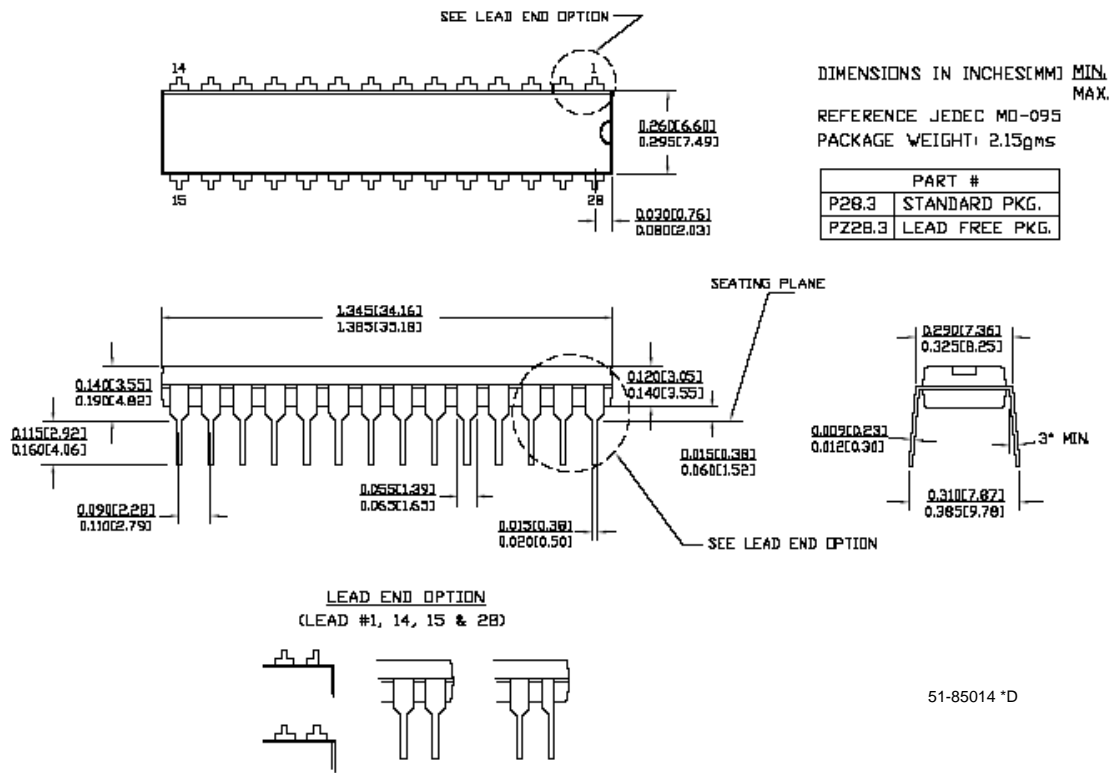 SEE LEAD END OPTION
14
1
DIMENSIONS IN INCHES[MM] MIN.
MAX.
REFERENCE JEDEC MO-095
PACKAGE WEIGHT: 2.15gms
0.260[6.60]
0.295[7.49]
PART #
P28.3 STANDARD PKG.
PZ28.3 LEAD FREE PKG.
15
28
0.030[0.76]
0.080[2.03]
SEATING PLANE
1.345[34.16]
1.385[35.18]
0.290[7.36]
0.325[8.25]
0.140[3.55]
0.190[4.82]
0.120[3.05]
0.140[3.55]
0.115[2.92]
0.160[4.06]
0.015[0.38]
0.060[1.52]
0.009[0.23]
0.012[0.30]
3° MIN.
0.055[1.39]
0.065[1.65]
0.090[2.28]
0.110[2.79]
0.015[0.38]
0.020[0.50]
0.310[7.87]
0.385[9.78]
SEE LEAD END OPTION
LEAD END OPTION
(LEAD #1, 14, 15 & 28)
51-85014 *D